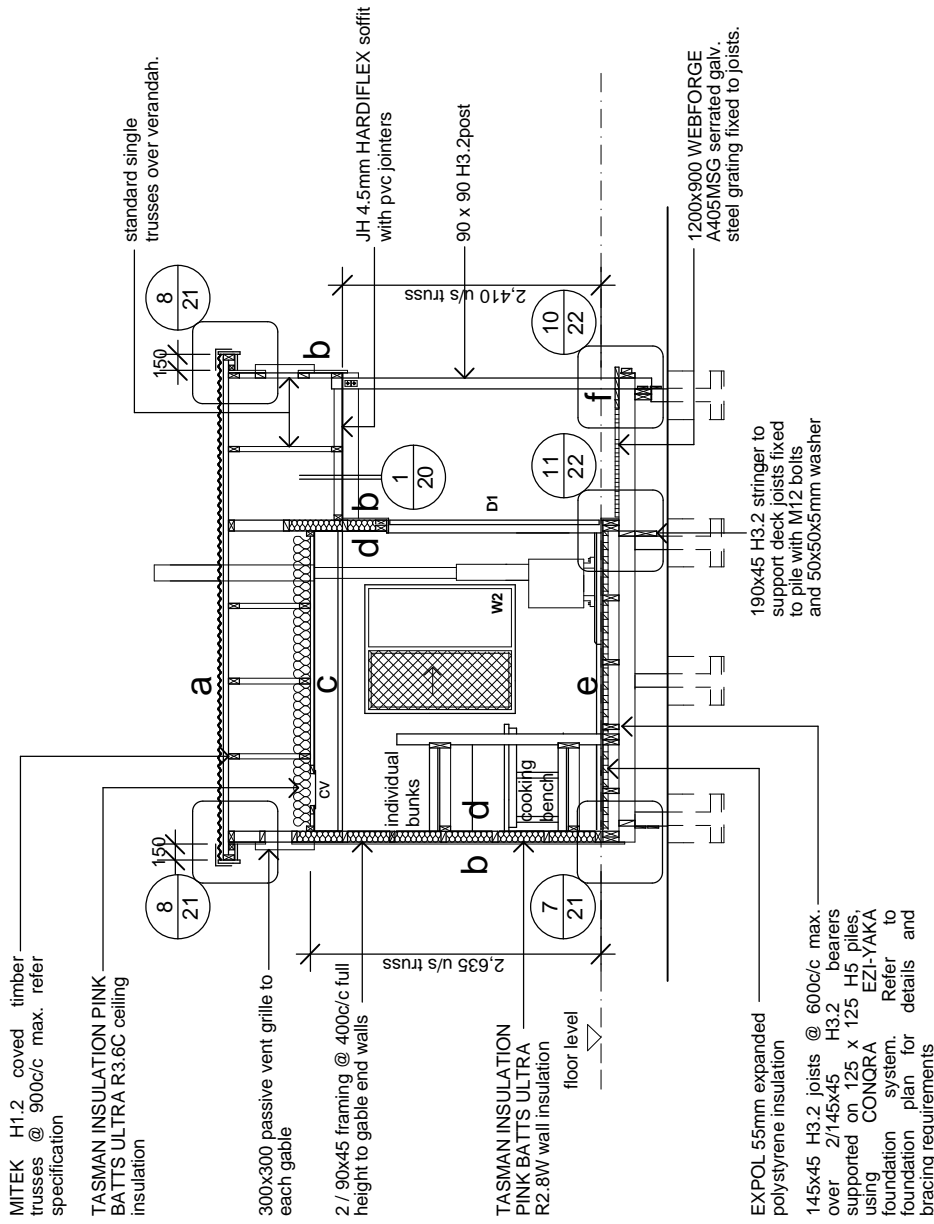 MITEK H1.2 coved timber
trusses @ 900c/c max. refer
specification
TASMAN INSULATION PINK
BATTS ULTRA R3.6C ceiling
insulation
300x300 passive vent grille to
each gable
2 / 90x45 framing @ 400c/c full
height to gable end walls
TASMAN INSULATION
PINK BATTS ULTRA
R2.8W wall insulation
floor level
EXPOL 55mm expanded
polystyrene insulation
145x45 H3.2 joists @ 600c/c max.
over 2/145x45 H3.2 bearers
supported on 125 x 125 H5 piles,
using CONQRA EZI-YAKA
foundation system. Refer to
foundation plan for details and
bracing requirements
8
21
150
2,635 u/s truss
7
21
a
b
c
d
e
CV
individual
bunks
cooking
bench
W2
d
b
D1
1
20
11
22
190x45 H3.2 stringer to
support deck joists fixed
to pile with M12 bolts
and 50x50x5mm washer
150
8
21
b
2,410 u/s truss
f
10
22
standard single
trusses over verandah.
JH 4.5mm HARDIFLEX soffit
with pvc jointers
90 x 90 H3.2post
1200x900 WEBFORGE
A405MSG serrated galv.
steel grating fixed to joists.